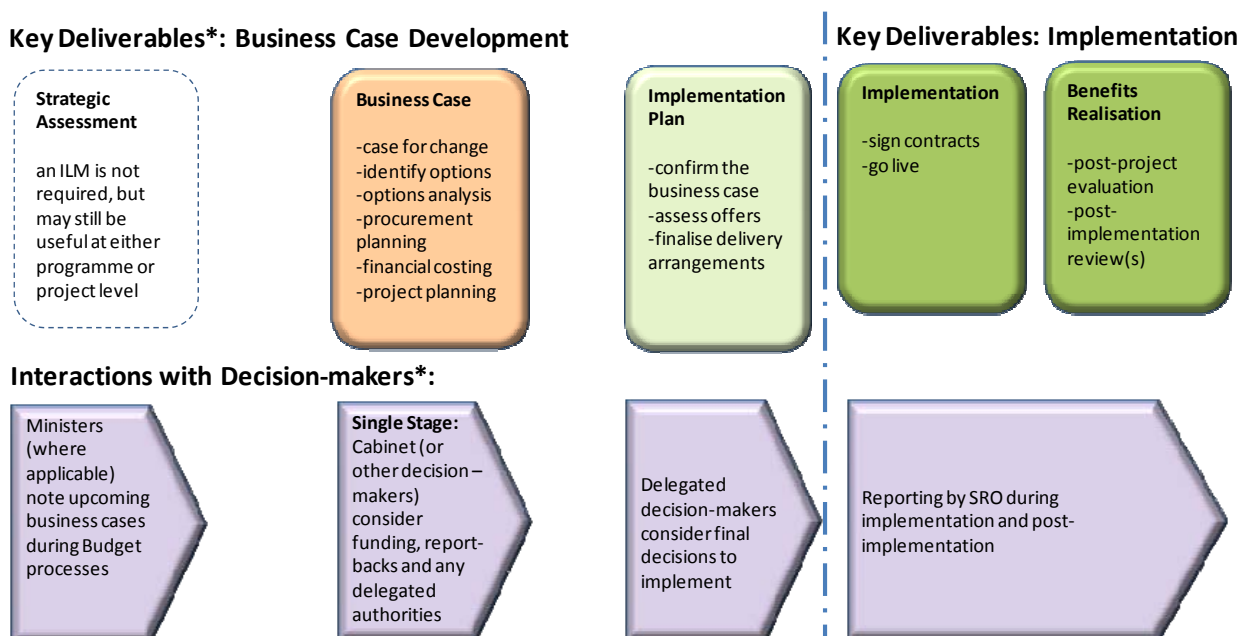 Key Deliverables*: Business Case Development
Key Deliverables: Implementation
Strategic
Assessment
an ILM is not
required, but
may still be
useful at either
programme or
project level
Business Case
-case for change
-identify options
-options analysis
-procurement
planning
-financial costing
-project planning
Implementation
Plan
-confirm the
business case
-assess offers
-finalise delivery
arrangements
Implementation
-sign contracts
-go live
Benefits
Realisation
-post-project
evaluation
-post-
implementation
review(s)
Interactions with Decision-makers*:
Ministers
(where
applicable)
note upcoming
business cases
during Budget
processes
Single Stage:
Cabinet (or
other decision –
makers)
consider
funding, report-
backs and any
delegated
authorities
Delegated
decision-makers
consider final
decisions to
implement
Reporting by SRO during
implementation and post-
implementation